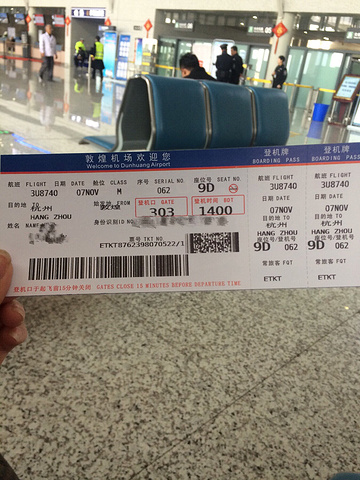 敦煌机场欢迎您
Welcome to Dunhuang Airport
登机牌
BOARDING PASS
登机牌
BOARDING PASS
航班 FLIGHT 日期 DATE 舱位 CLASS 序号 SERIAL NO. 座位号 SEAT NO.
3U8740 07NOV M 062 9D
目的地 TO 始发地 FROM 登机口 GATE 登机时间 BDT
杭州 敦煌 303 1400
HANG ZHOU
姓名 NAME 身份识别ID NO.
票号 TKT NO.
ETKT8762398070522/1
登机口于起飞前15分钟关闭 GATES CLOSE 15 MINUTES BEFORE DEPARTURE TIME
航班 FLIGHT
3U8740
日期 DATE
07NOV
目的地 TO
杭州
HANG ZHOU
座位号/登机号
9D 062
常旅客 FQT
ETKT
航班 FLIGHT
3U8740
日期 DATE
07NOV
目的地 TO
杭州
HANG ZHOU
座位号/登机号
9D 062
常旅客 FQT
ETKT